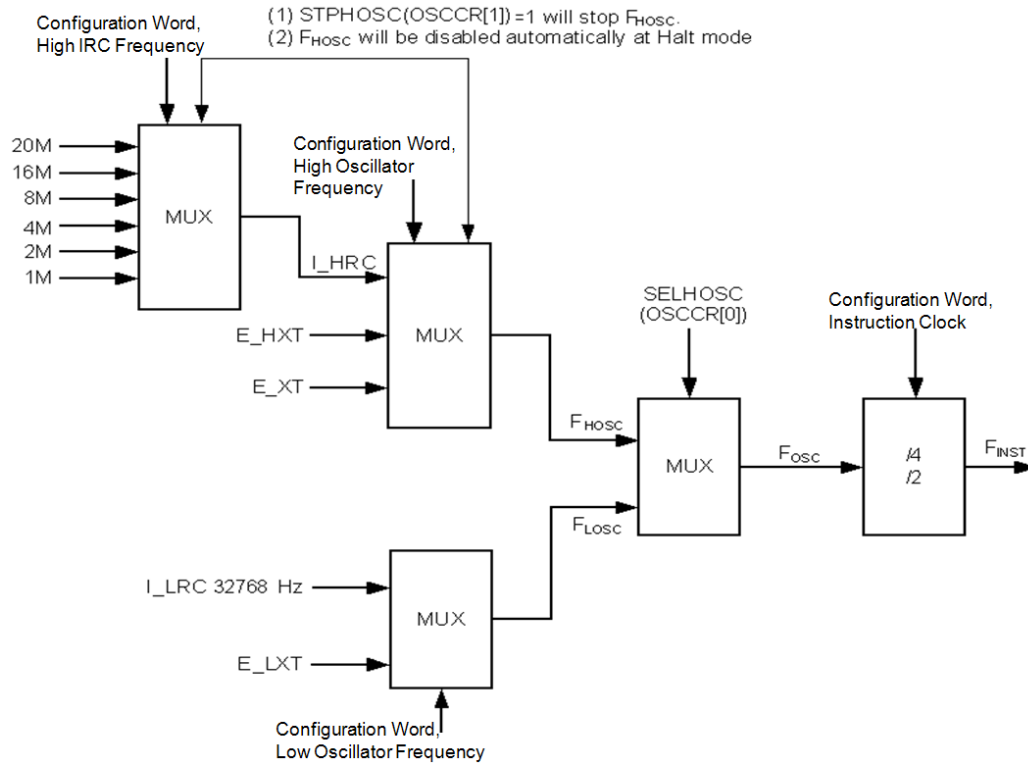 Configuration Word,
High IRC Frequency
(1) STPHOSC(OSCCR[1])=1 will stop FHOSC.
(2) FHOSC will be disabled automatically at Halt mode
20M
16M
8M
4M
2M
1M
MUX
Configuration Word,
High Oscillator
Frequency
I_HRC
E_HXT
E_XT
MUX
SELHOSC
(OSCCR[0])
Configuration Word,
Instruction Clock
FHOSC
MUX
FOSC
/4
/2
FINST
FLOSC
I_LRC 32768 Hz
E_LXT
MUX
Configuration Word,
Low Oscillator Frequency